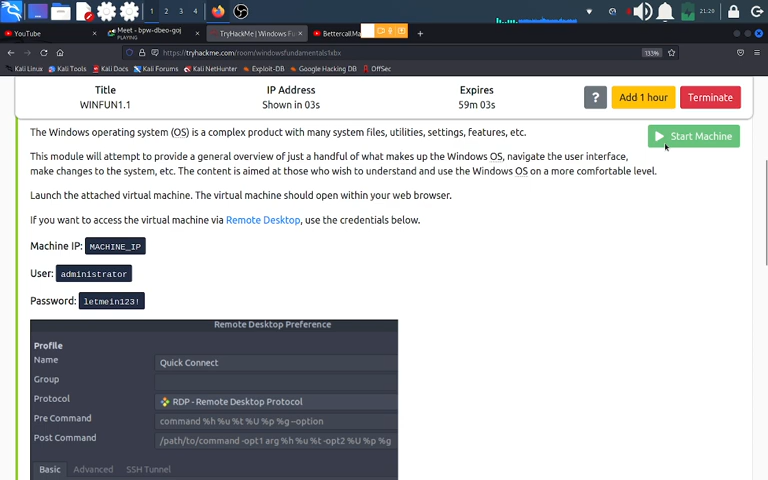 1 2 3 4
21:20
YouTube
Meet - bpw-dbeo-goj
PLAYING
TryHackMe | Windows Fu
Bettercall.Ma
https://tryhackme.com/room/windowsfundamentals1xbx
133%
Kali Linux Kali Tools Kali Docs Kali Forums Kali NetHunter Exploit-DB Google Hacking DB OffSec
Title IP Address Expires
WINFUN1.1 Shown in 03s 59m 03s
? Add 1 hour Terminate
The Windows operating system (OS) is a complex product with many system files, utilities, settings, features, etc.
Start Machine
This module will attempt to provide a general overview of just a handful of what makes up the Windows OS, navigate the user interface,
make changes to the system, etc. The content is aimed at those who wish to understand and use the Windows OS on a more comfortable level.
Launch the attached virtual machine. The virtual machine should open within your web browser.
If you want to access the virtual machine via Remote Desktop, use the credentials below.
Machine IP: MACHINE_IP
User: administrator
Password: letmein123!
Remote Desktop Preference
Profile
Name Quick Connect
Group
Protocol RDP - Remote Desktop Protocol
Pre Command command %h %u %t %U %p %g --option
Post Command /path/to/command -opt1 arg %h %u %t -opt2 %U %p %g
Basic Advanced SSH Tunnel